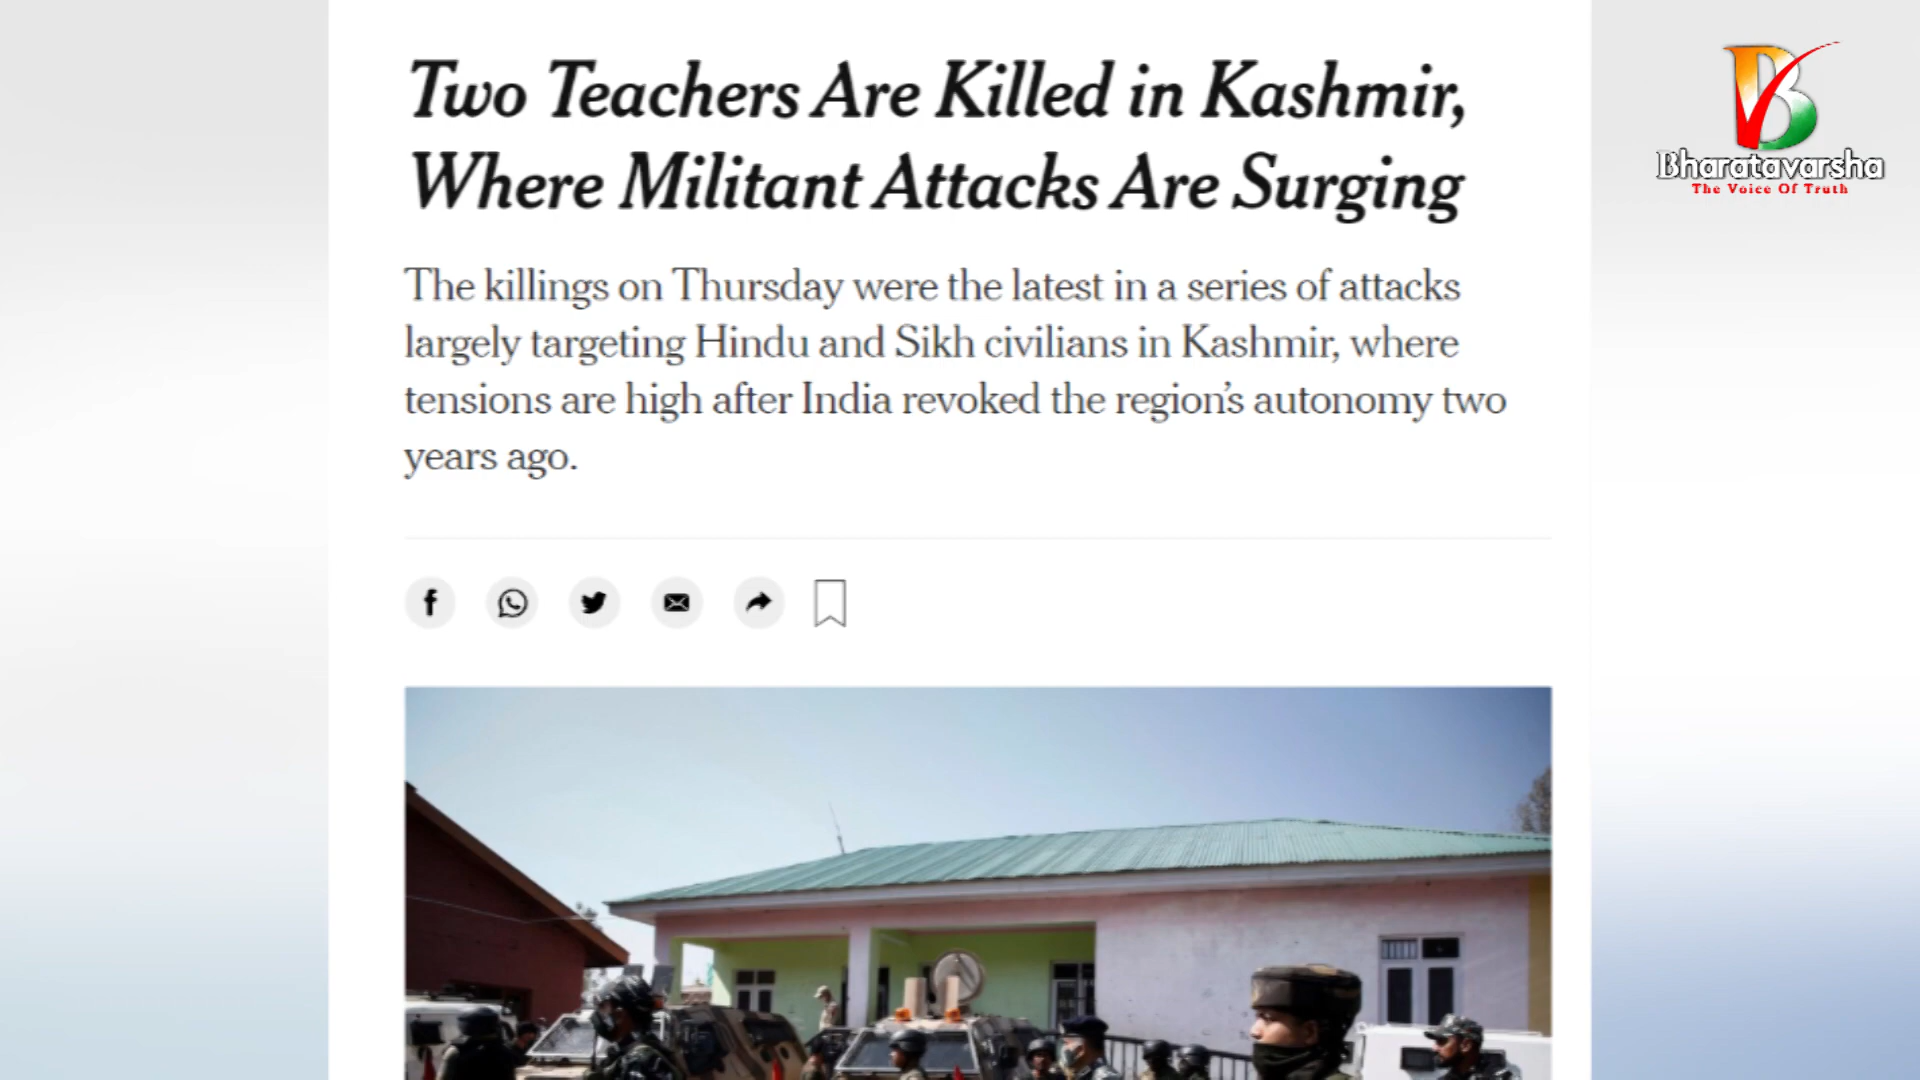 Two Teachers Are Killed in Kashmir,
Where Militant Attacks Are Surging
The killings on Thursday were the latest in a series of attacks
largely targeting Hindu and Sikh civilians in Kashmir, where
tensions are high after India revoked the region's autonomy two
years ago.
Bharatavarsha
The Voice Of Truth